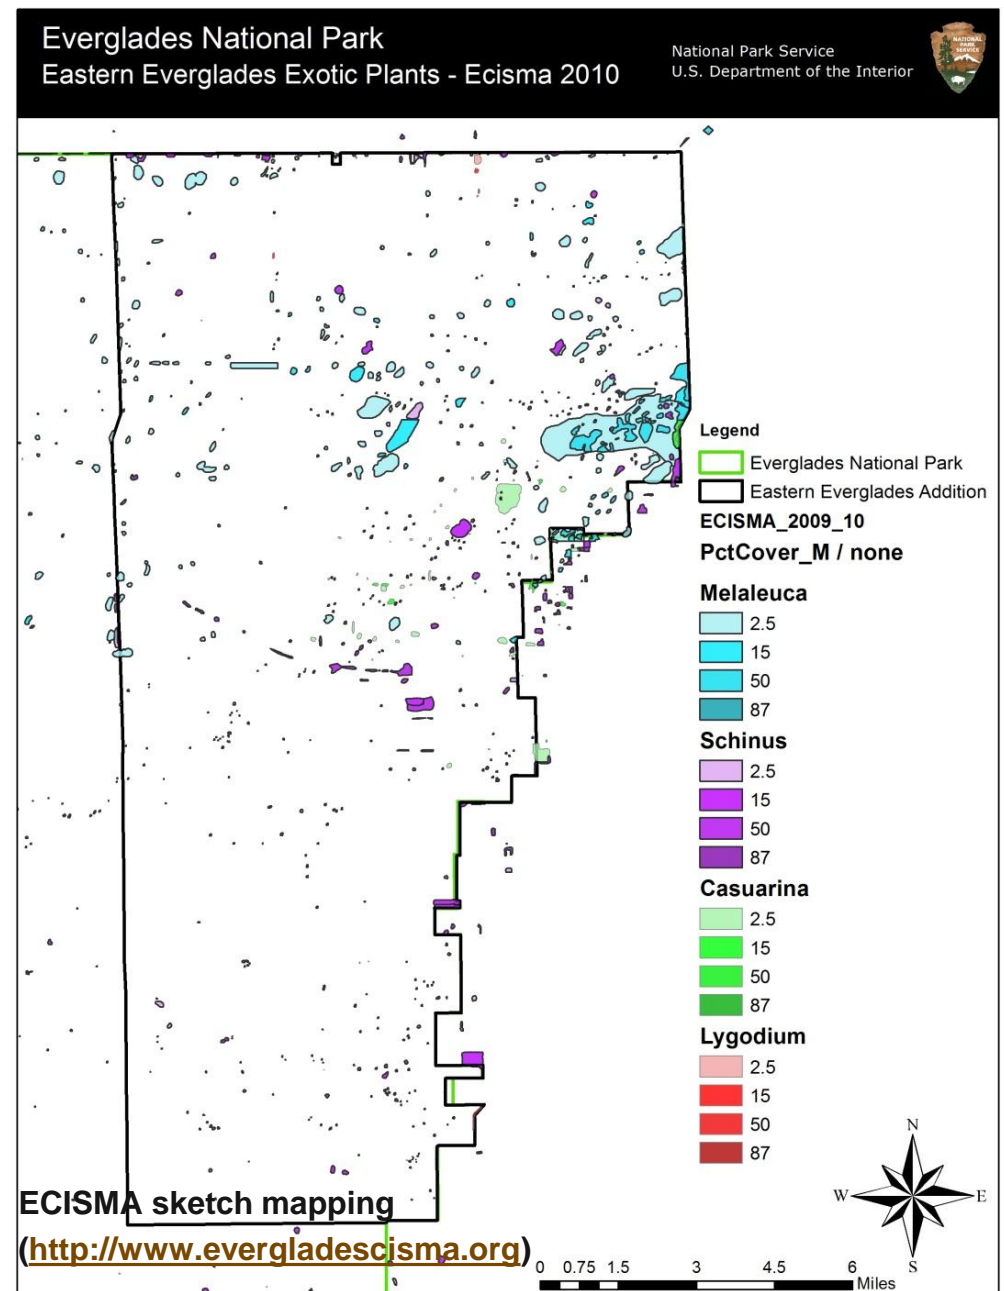 Everglades National Park
Eastern Everglades Exotic Plants - Ecisma 2010
National Park Service
U.S. Department of the Interior
NATIONAL
PARK
SERVICE
Legend
Everglades National Park
Eastern Everglades Addition
ECISMA_2009_10
PctCover_M / none
Melaleuca
2.5
15
50
87
Schinus
2.5
15
50
87
Casuarina
2.5
15
50
87
Lygodium
2.5
15
50
87
N
W
E
S
ECISMA sketch mapping
(http://www.evergladescisma.org)
0 0.75 1.5 3 4.5 6
Miles